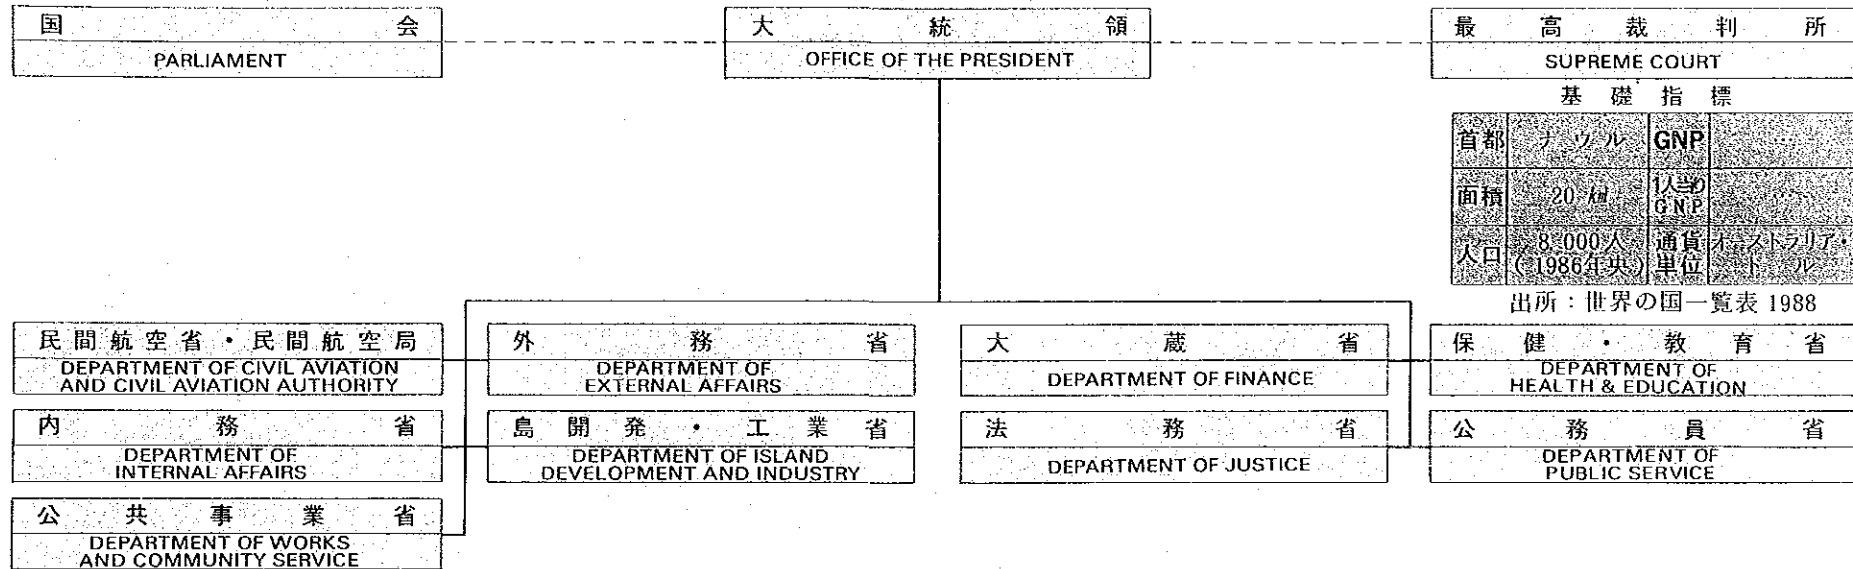 国会
PARLIAMENT
大統領
OFFICE OF THE PRESIDENT
最高裁判所
SUPREME COURT
基礎指標
首都 ナウル GNP …
面積 20㎢ 1人当りGNP …
人口 8,000人(1986年央) 通貨単位 オーストラリア・ドル
出所:世界の国一覧表 1988
民間航空省・民間航空局
DEPARTMENT OF CIVIL AVIATION
AND CIVIL AVIATION AUTHORITY
外務省
DEPARTMENT OF
EXTERNAL AFFAIRS
大蔵省
DEPARTMENT OF FINANCE
保健・教育省
DEPARTMENT OF
HEALTH & EDUCATION
内務省
DEPARTMENT OF
INTERNAL AFFAIRS
島開発・工業省
DEPARTMENT OF ISLAND
DEVELOPMENT AND INDUSTRY
法務省
DEPARTMENT OF JUSTICE
公務員省
DEPARTMENT OF
PUBLIC SERVICE
公共事業省
DEPARTMENT OF WORKS
AND COMMUNITY SERVICE